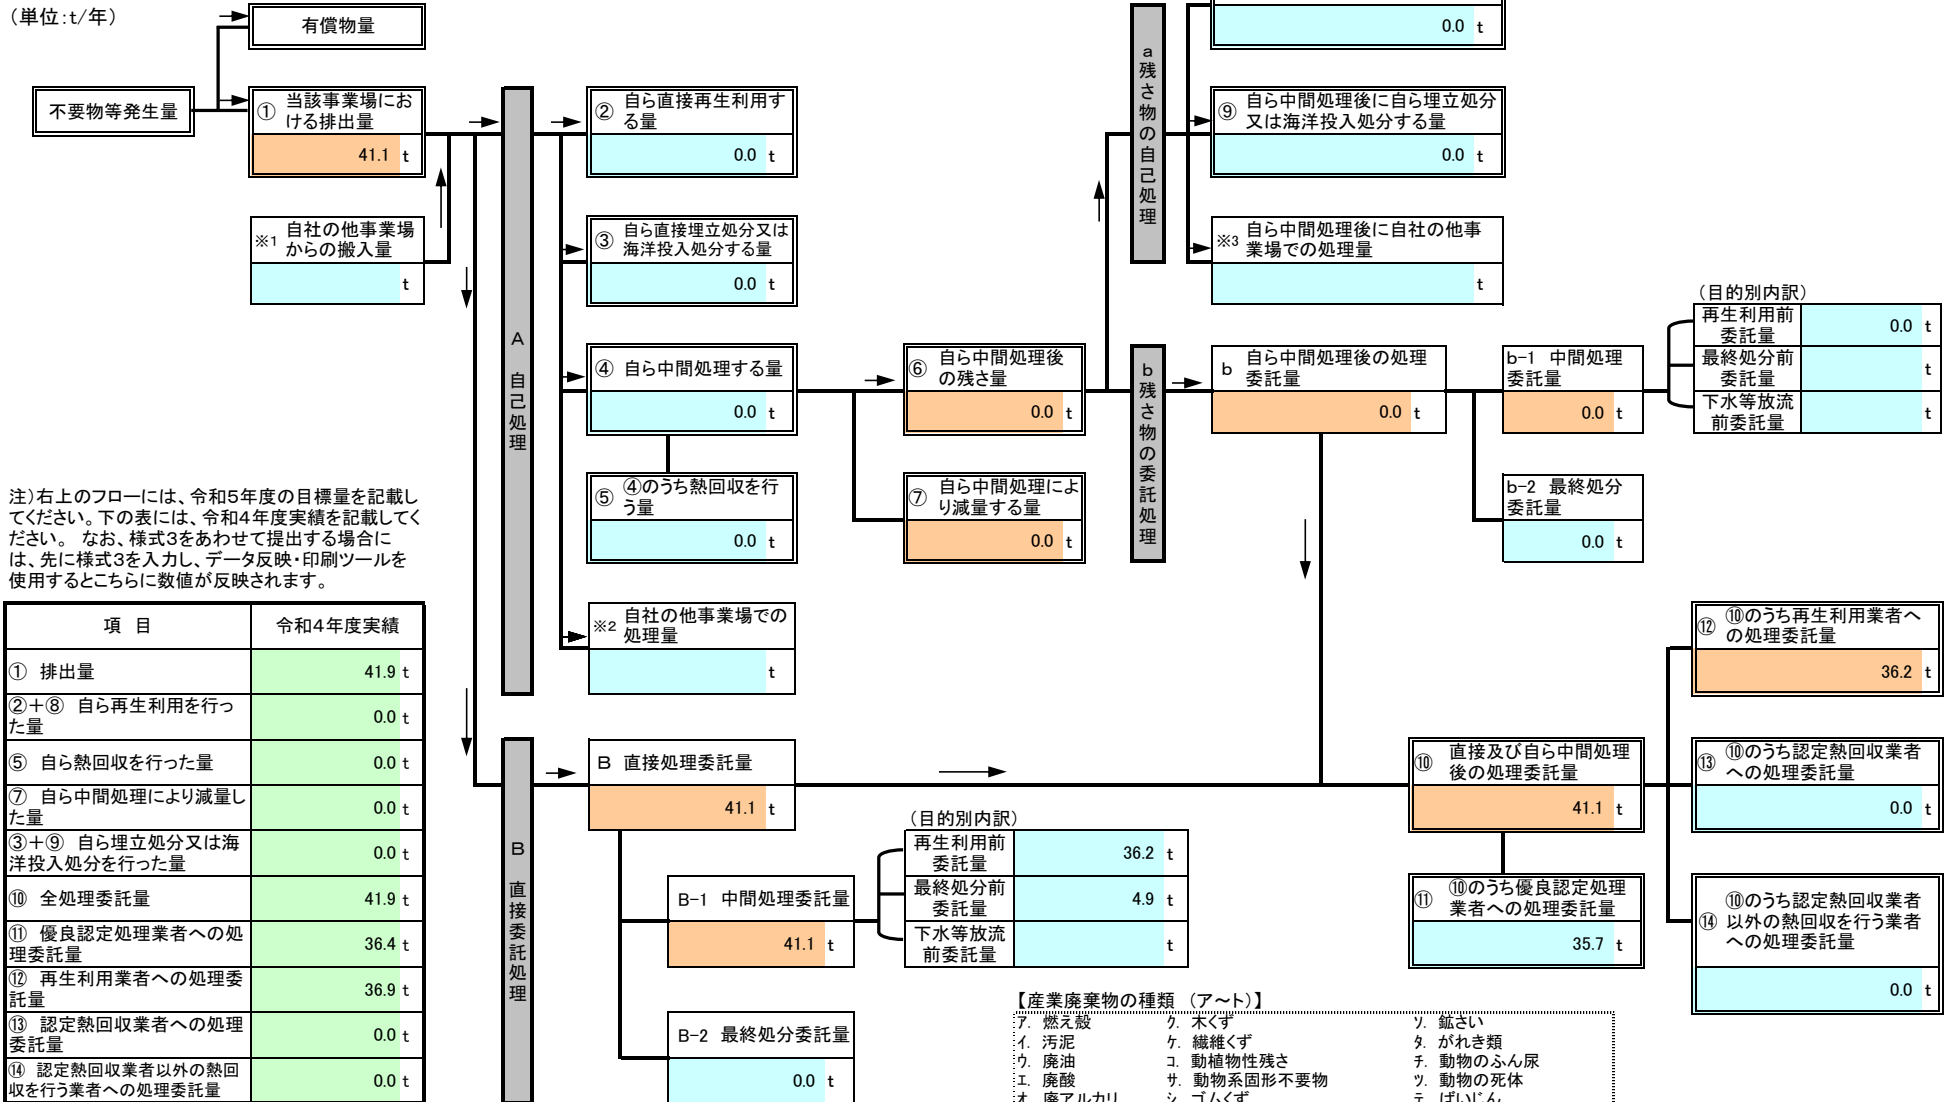 （単位：t/年）
有償物量
不要物等発生量
① 当該事業場にお
ける排出量
41.1 t
※1 自社の他事業場
からの搬入量
t
A 自己処理
② 自ら直接再生利用す
る量
0.0 t
③ 自ら直接埋立処分又は
海洋投入処分する量
0.0 t
④ 自ら中間処理する量
0.0 t
⑤ ④のうち熱回収を行
う量
0.0 t
※2 自社の他事業場での
処理量
t
⑥ 自ら中間処理後
の残さ量
0.0 t
⑦ 自ら中間処理によ
り減量する量
0.0 t
a 残さ物の自己処理
0.0 t
⑨ 自ら中間処理後に自ら埋立処分
又は海洋投入処分する量
0.0 t
※3 自ら中間処理後に自社の他事
業場での処理量
t
b 残さ物の委託処理
b 自ら中間処理後の処理
委託量
0.0 t
b-1 中間処理
委託量
0.0 t
b-2 最終処分
委託量
0.0 t
（目的別内訳）
再生利用前
委託量
0.0 t
最終処分前
委託量
t
下水等放流
前委託量
t
注）右上のフローには、令和５年度の目標量を記載し
てください。下の表には、令和４年度実績を記載してく
ださい。 なお、様式３をあわせて提出する場合に
は、先に様式３を入力し、データ反映・印刷ツールを
使用するとこちらに数値が反映されます。
項 目 令和４年度実績
① 排出量 41.9 t
②＋⑧ 自ら再生利用を行っ
た量 0.0 t
⑤ 自ら熱回収を行った量 0.0 t
⑦ 自ら中間処理により減量し
た量 0.0 t
③＋⑨ 自ら埋立処分又は海
洋投入処分を行った量 0.0 t
⑩ 全処理委託量 41.9 t
⑪ 優良認定処理業者への処
理委託量 36.4 t
⑫ 再生利用業者への処理委
託量 36.9 t
⑬ 認定熱回収業者への処理
委託量 0.0 t
⑭ 認定熱回収業者以外の熱回
収を行う業者への処理委託量 0.0 t
B 直接委託処理
B 直接処理委託量
41.1 t
B-1 中間処理委託量
41.1 t
B-2 最終処分委託量
0.0 t
（目的別内訳）
再生利用前
委託量
36.2 t
最終処分前
委託量
4.9 t
下水等放流
前委託量
t
⑩ 直接及び自ら中間処理
後の処理委託量
41.1 t
⑪ ⑩のうち優良認定処理
業者への処理委託量
35.7 t
⑫ ⑩のうち再生利用業者へ
の処理委託量
36.2 t
⑬ ⑩のうち認定熱回収業者
への処理委託量
0.0 t
⑭ ⑩のうち認定熱回収業者
以外の熱回収を行う業者
への処理委託量
0.0 t
【産業廃棄物の種類 （ア～ト）】
ア. 燃え殻 ク. 木くず ソ. 鉱さい
イ. 汚泥 ケ. 繊維くず タ. がれき類
ウ. 廃油 コ. 動植物性残さ チ. 動物のふん尿
エ. 廃酸 サ. 動物系固形不要物 ツ. 動物の死体
オ. 廃アルカリ シ. ゴムくず テ. ばいじん